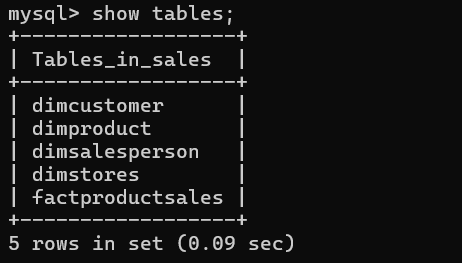 mysql> show tables;
+------------------+
| Tables_in_sales  |
+------------------+
| dimcustomer      |
| dimproduct       |
| dimsalesperson   |
| dimstores        |
| factproductsales |
+------------------+
5 rows in set (0.09 sec)